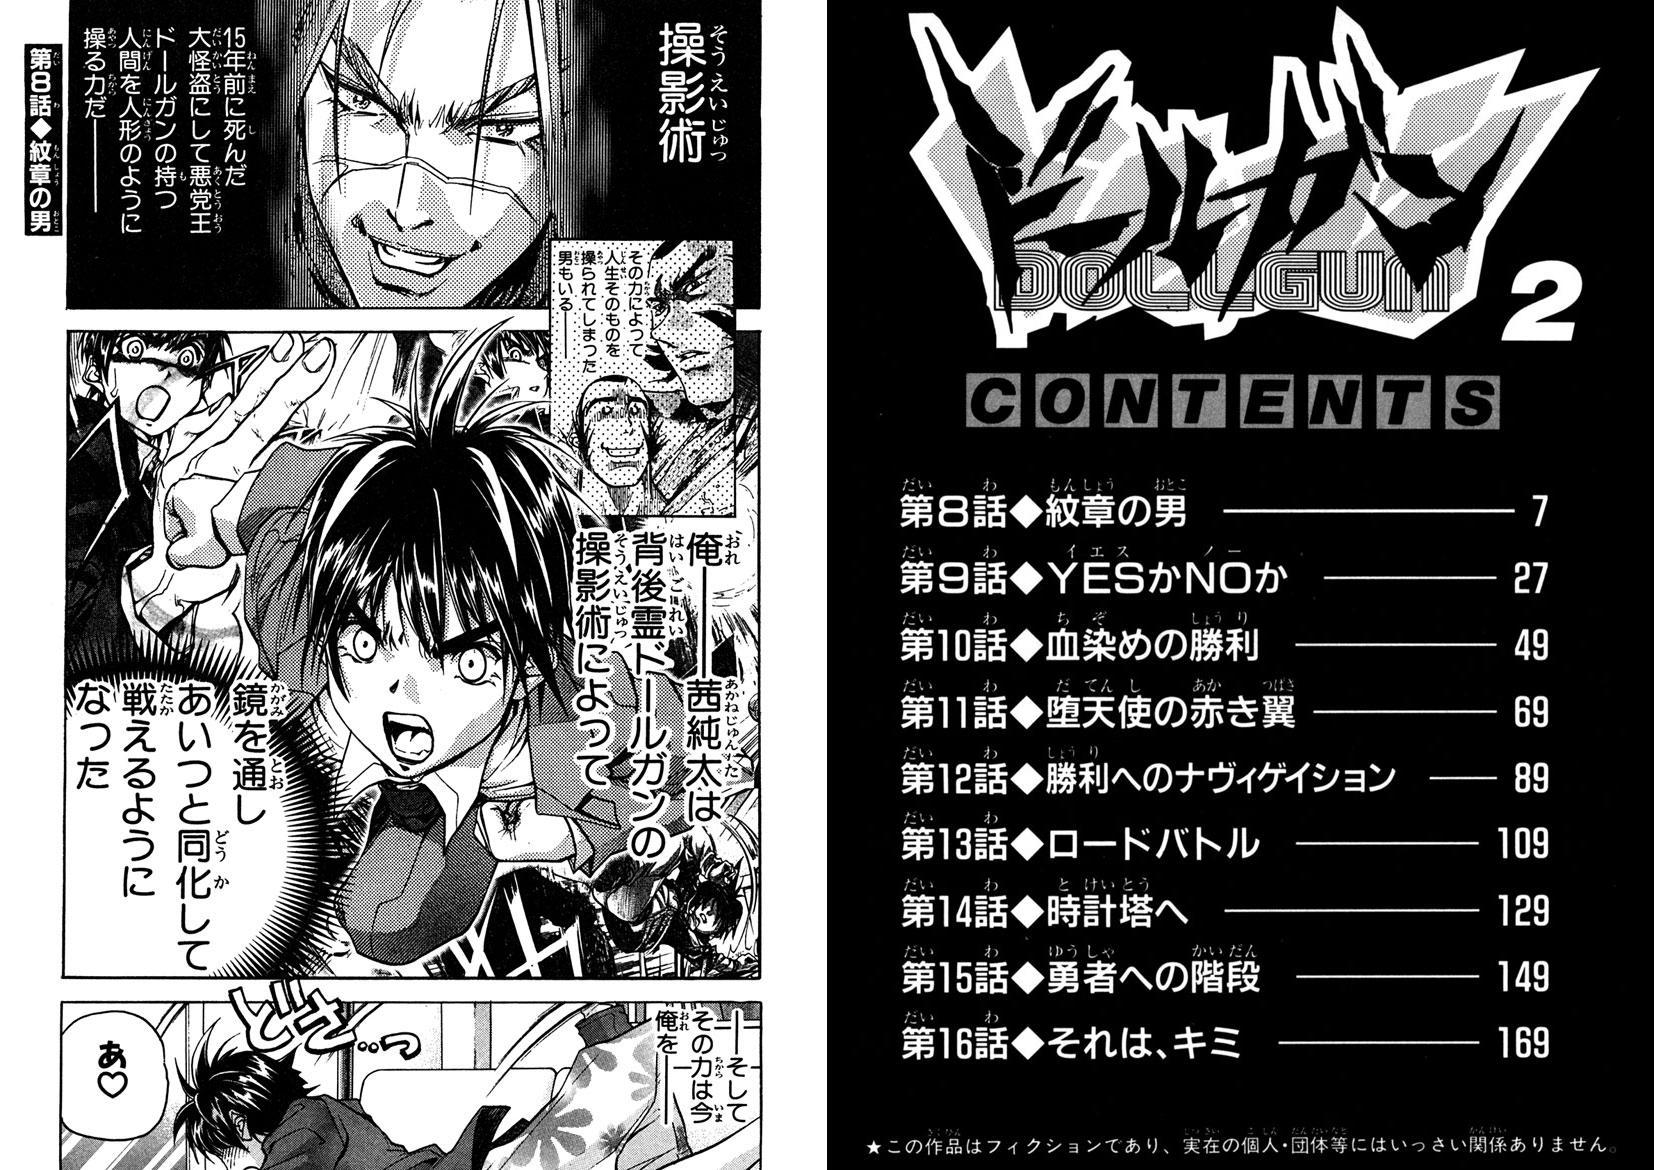 ドールガン
DOLLGUN
2
CONTENTS
第8話◆紋章の男 7
第9話◆YESかNOか 27
第10話◆血染めの勝利 49
第11話◆堕天使の赤き翼 69
第12話◆勝利へのナヴィゲイション 89
第13話◆ロードバトル 109
第14話◆時計塔へ 129
第15話◆勇者への階段 149
第16話◆それは、キミ 169
★この作品はフィクションであり、実在の個人・団体等にはいっさい関係ありません。
操影術
15年前に死んだ
大怪盗にして悪党王
ドールガンの持つ
人間を人形のように
操る力だ――
第8話◆紋章の男
その力によって
人生そのものを
操られてしまった
男もいる――
俺――茜純太は
背後霊ドールガンの
操影術によって
鏡を通し
あいつと同化して
戦えるように
なった
――そして
その力は今
俺を――
どさ…っ
あ♡